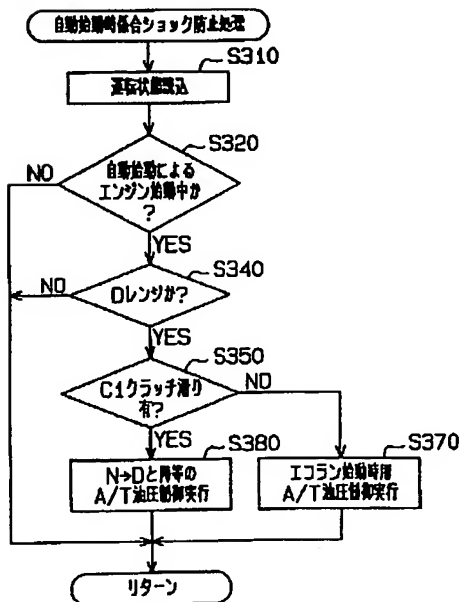 自動始動時係合ショック防止処理
S310
運転状態読込
S320
自動始動による
エンジン始動中か
?
NO
YES
S340
Dレンジか?
NO
YES
S350
C1クラッチ滑り
有?
NO
YES
S380
N→Dと同等の
A/T油圧制御実行
S370
エコラン始動時用
A/T油圧制御実行
リターン